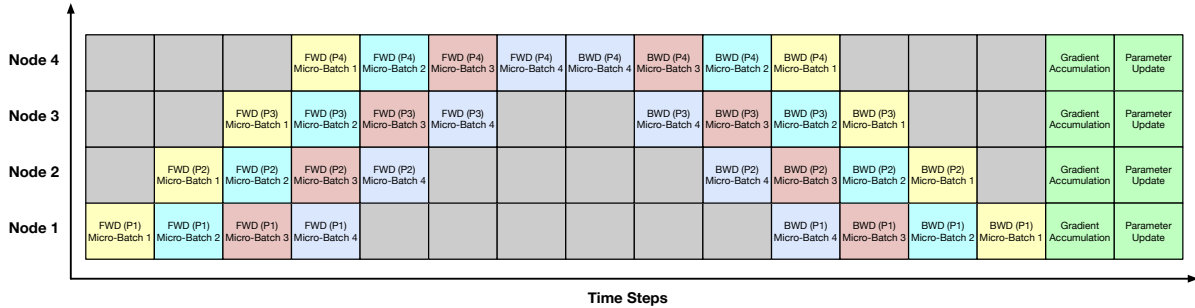 Node 4
FWD (P4)
Micro-Batch 1
FWD (P4)
Micro-Batch 2
FWD (P4)
Micro-Batch 3
FWD (P4)
Micro-Batch 4
BWD (P4)
Micro-Batch 4
BWD (P4)
Micro-Batch 3
BWD (P4)
Micro-Batch 2
BWD (P4)
Micro-Batch 1
Gradient
Accumulation
Parameter
Update
Node 3
FWD (P3)
Micro-Batch 1
FWD (P3)
Micro-Batch 2
FWD (P3)
Micro-Batch 3
FWD (P3)
Micro-Batch 4
BWD (P3)
Micro-Batch 4
BWD (P3)
Micro-Batch 3
BWD (P3)
Micro-Batch 2
BWD (P3)
Micro-Batch 1
Gradient
Accumulation
Parameter
Update
Node 2
FWD (P2)
Micro-Batch 1
FWD (P2)
Micro-Batch 2
FWD (P2)
Micro-Batch 3
FWD (P2)
Micro-Batch 4
BWD (P2)
Micro-Batch 4
BWD (P2)
Micro-Batch 3
BWD (P2)
Micro-Batch 2
BWD (P2)
Micro-Batch 1
Gradient
Accumulation
Parameter
Update
Node 1
FWD (P1)
Micro-Batch 1
FWD (P1)
Micro-Batch 2
FWD (P1)
Micro-Batch 3
FWD (P1)
Micro-Batch 4
BWD (P1)
Micro-Batch 4
BWD (P1)
Micro-Batch 3
BWD (P1)
Micro-Batch 2
BWD (P1)
Micro-Batch 1
Gradient
Accumulation
Parameter
Update
Time Steps